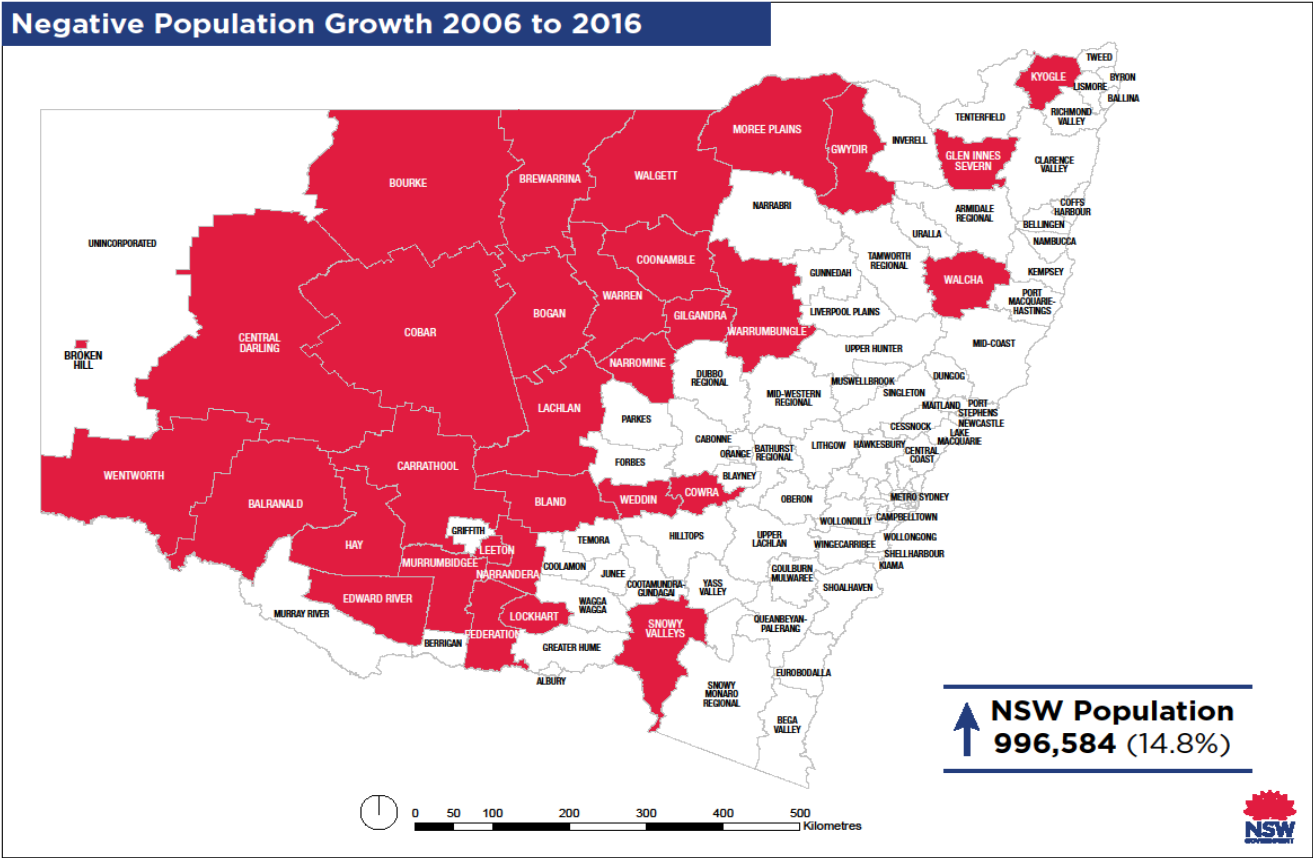 Negative Population Growth 2006 to 2016
TWEED
KYOGLE
BYRON
LISMORE
BALLINA
RICHMOND
VALLEY
TENTERFIELD
MOREE PLAINS
INVERELL
GWYDIR
GLEN INNES
SEVERN
CLARENCE
VALLEY
BOURKE
BREWARRINA
WALGETT
NARRABRI
ARMIDALE
REGIONAL
COFFS
HARBOUR
BELLINGEN
URALLA
NAMBUCCA
UNINCORPORATED
COONAMBLE
TAMWORTH
REGIONAL
GUNNEDAH
KEMPSEY
WALCHA
WARREN
PORT
MACQUARIE-
HASTINGS
BOGAN
GILGANDRA
LIVERPOOL PLAINS
WARRUMBUNGLE
COBAR
CENTRAL
DARLING
MID-COAST
UPPER HUNTER
BROKEN
HILL
NARROMINE
DUBBO
REGIONAL
DUNGOG
MUSWELLBROOK
SINGLETON
MID-WESTERN
REGIONAL
LACHLAN
MAITLAND
PORT
STEPHENS
PARKES
NEWCASTLE
CESSNOCK
LAKE
MACQUARIE
CABONNE
LITHGOW
HAWKESBURY
ORANGE
BATHURST
REGIONAL
CENTRAL
COAST
FORBES
CARRATHOOL
WENTWORTH
BLAYNEY
BALRANALD
BLAND
WEDDIN
COWRA
OBERON
METRO SYDNEY
CAMPBELLTOWN
WOLLONDILLY
GRIFFITH
TEMORA
HILLTOPS
UPPER
LACHLAN
WOLLONGONG
WINGECARRIBEE
HAY
LEETON
SHELLHARBOUR
MURRUMBIDGEE
COOLAMON
KIAMA
NARRANDERA
JUNEE
GOULBURN
MULWAREE
COOTAMUNDRA-
GUNDAGAI
YASS
VALLEY
SHOALHAVEN
EDWARD RIVER
WAGGA
WAGGA
MURRAY RIVER
LOCKHART
SNOWY
VALLEYS
QUEANBEYAN-
PALERANG
FEDERATION
BERRIGAN
GREATER HUME
EUROBODALLA
ALBURY
SNOWY
MONARO
REGIONAL
BEGA
VALLEY
NSW Population
996,584 (14.8%)
0 50 100 200 300 400 500
Kilometres
NSW
GOVERNMENT